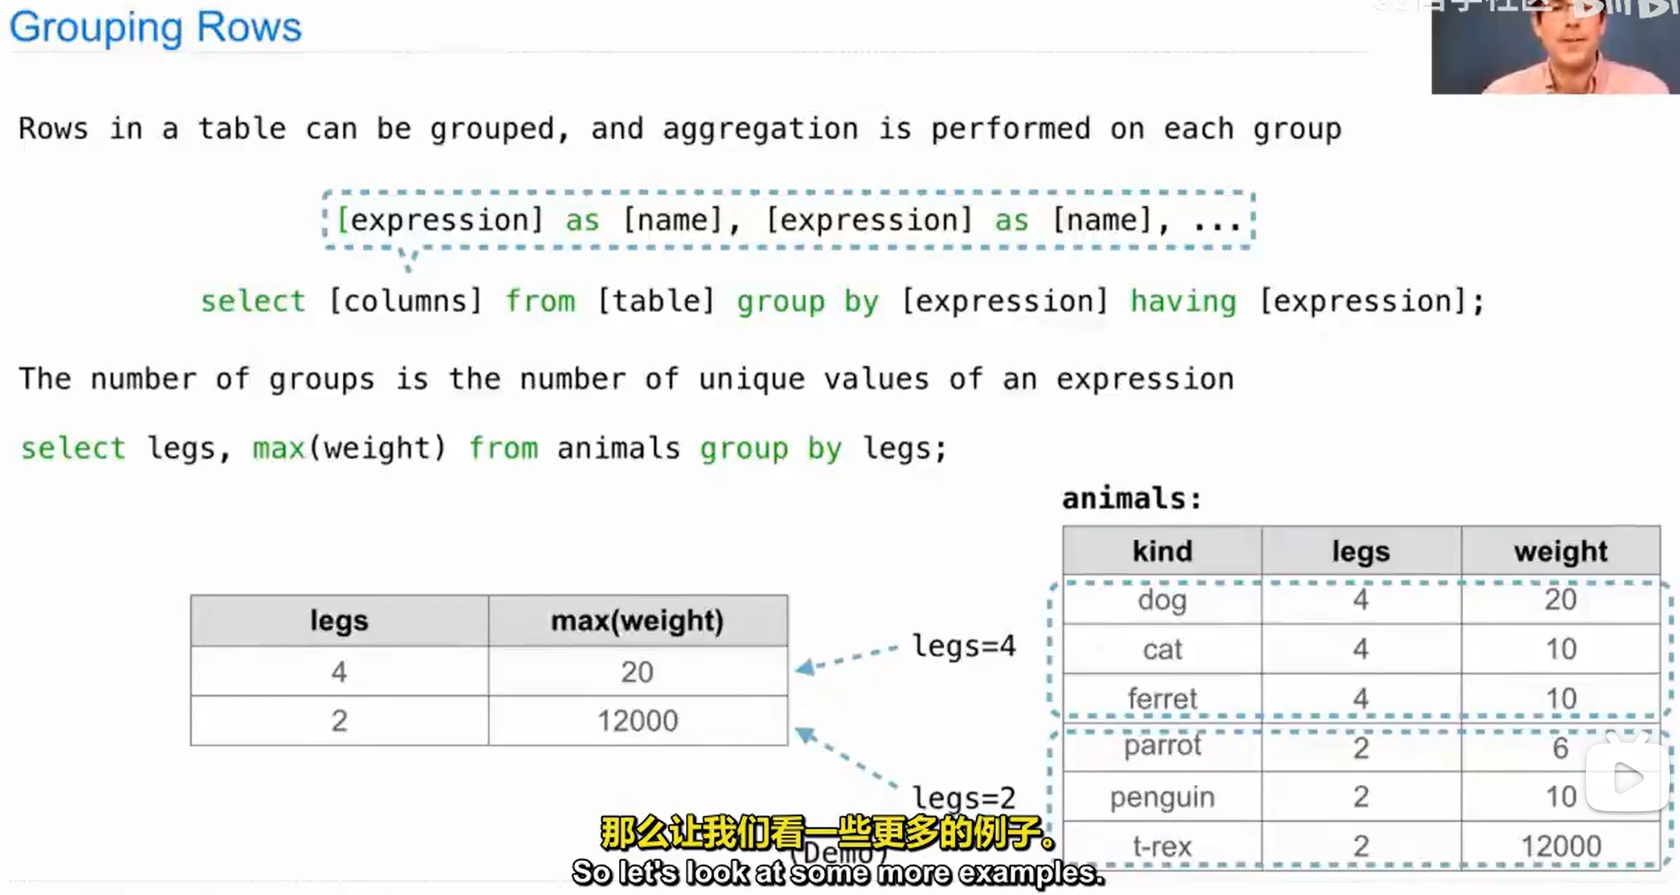 Grouping Rows
Rows in a table can be grouped, and aggregation is performed on each group
[expression] as [name], [expression] as [name], ...
select [columns] from [table] group by [expression] having [expression];
The number of groups is the number of unique values of an expression
select legs, max(weight) from animals group by legs;
animals:
kind legs weight
dog 4 20
cat 4 10
ferret 4 10
parrot 2 6
penguin 2 10
t-rex 2 12000
legs max(weight)
4 20
2 12000
legs=4
legs=2
(Demo)
那么让我们看一些更多的例子。
So let's look at some more examples.